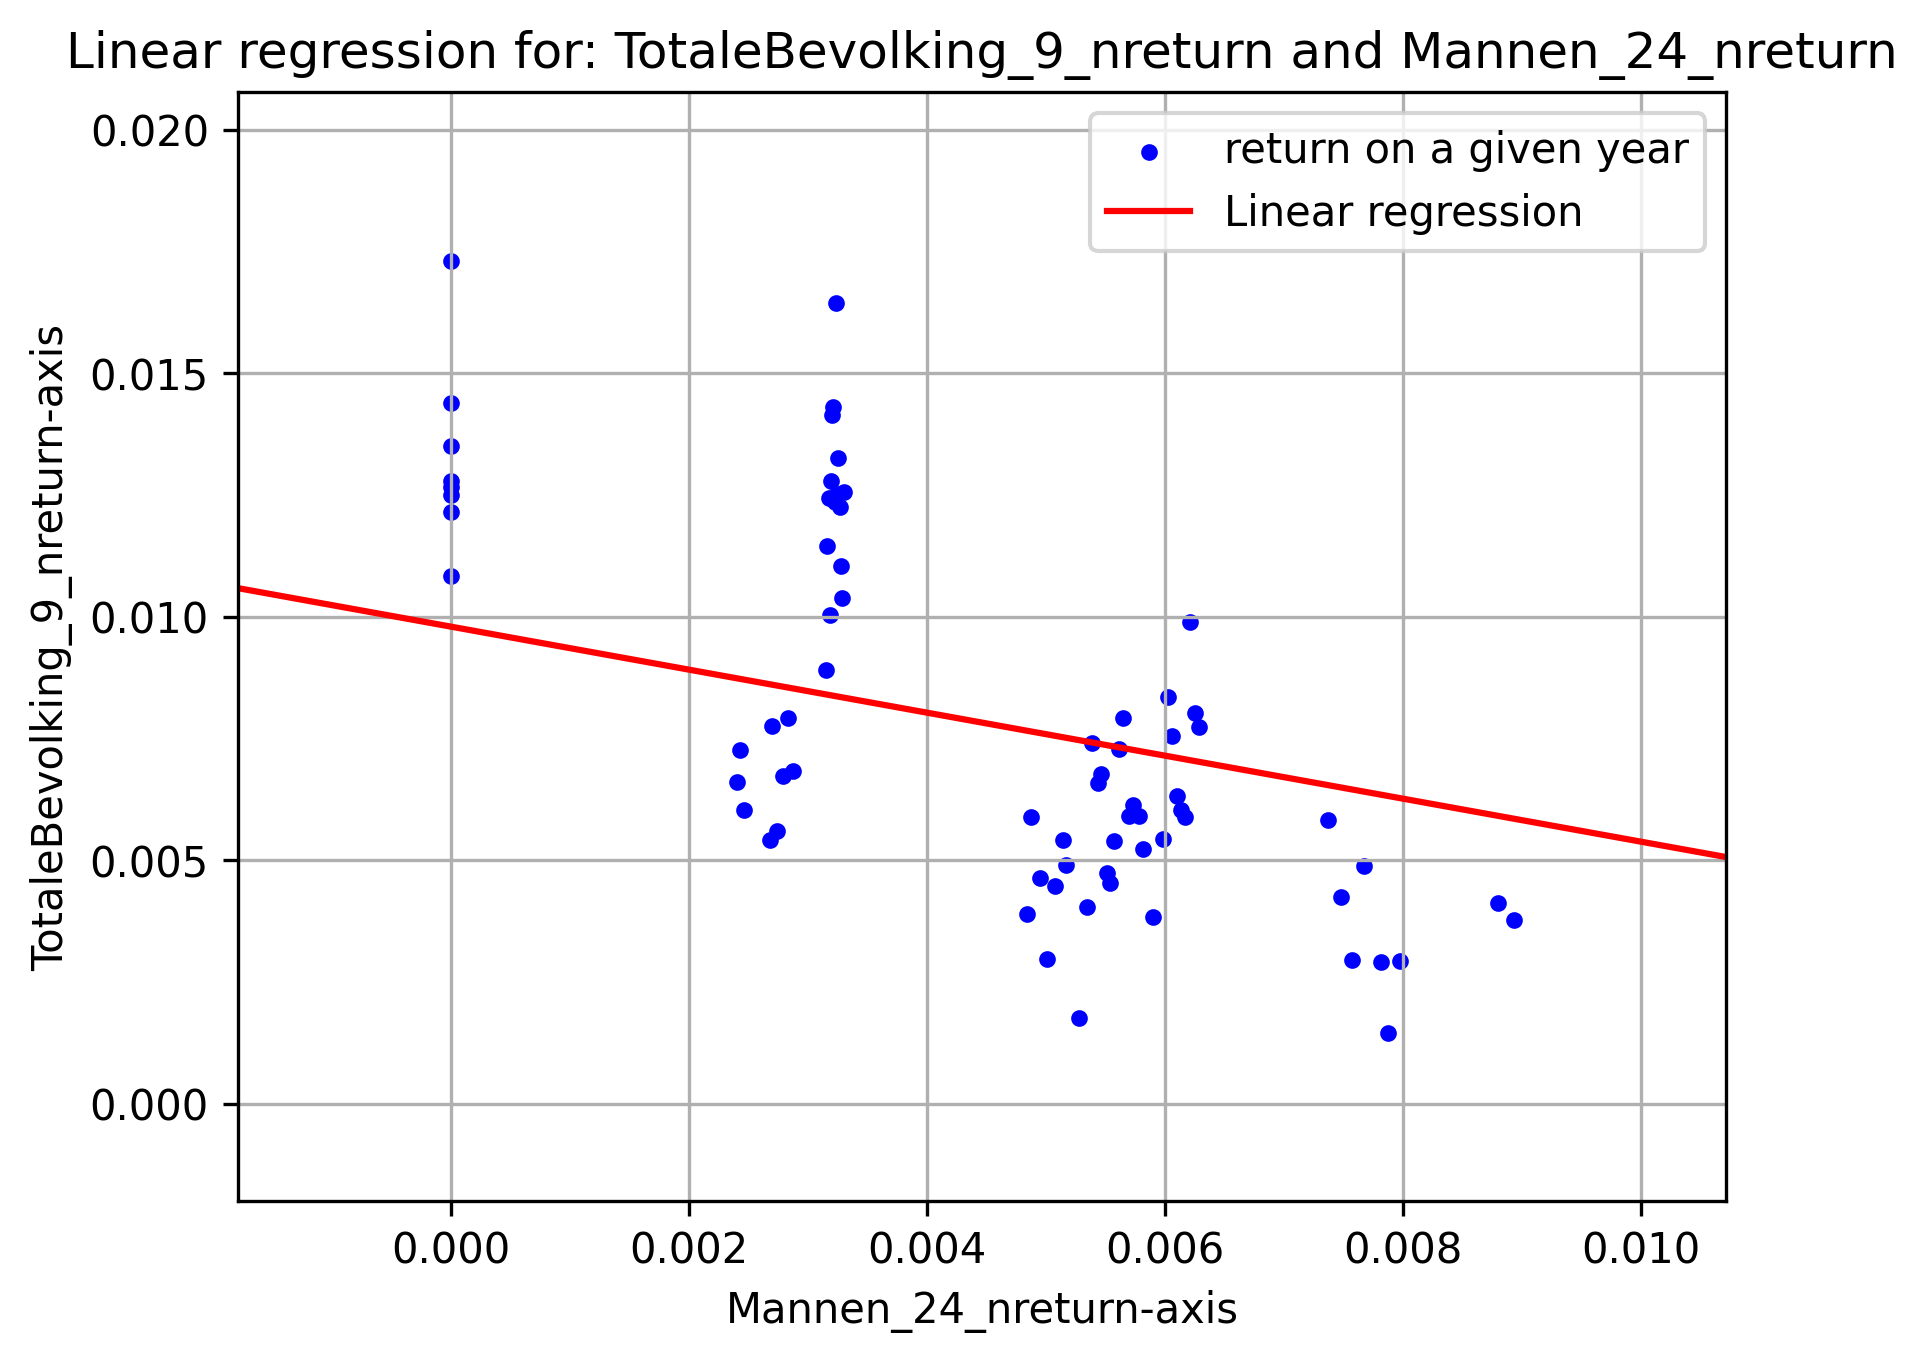 Linear regression for: TotaleBevolking_9_nreturn and Mannen_24_nreturn
return on a given year
Linear regression
TotaleBevolking_9_nreturn-axis
0.020
0.015
0.010
0.005
0.000
0.000 0.002 0.004 0.006 0.008 0.010
Mannen_24_nreturn-axis